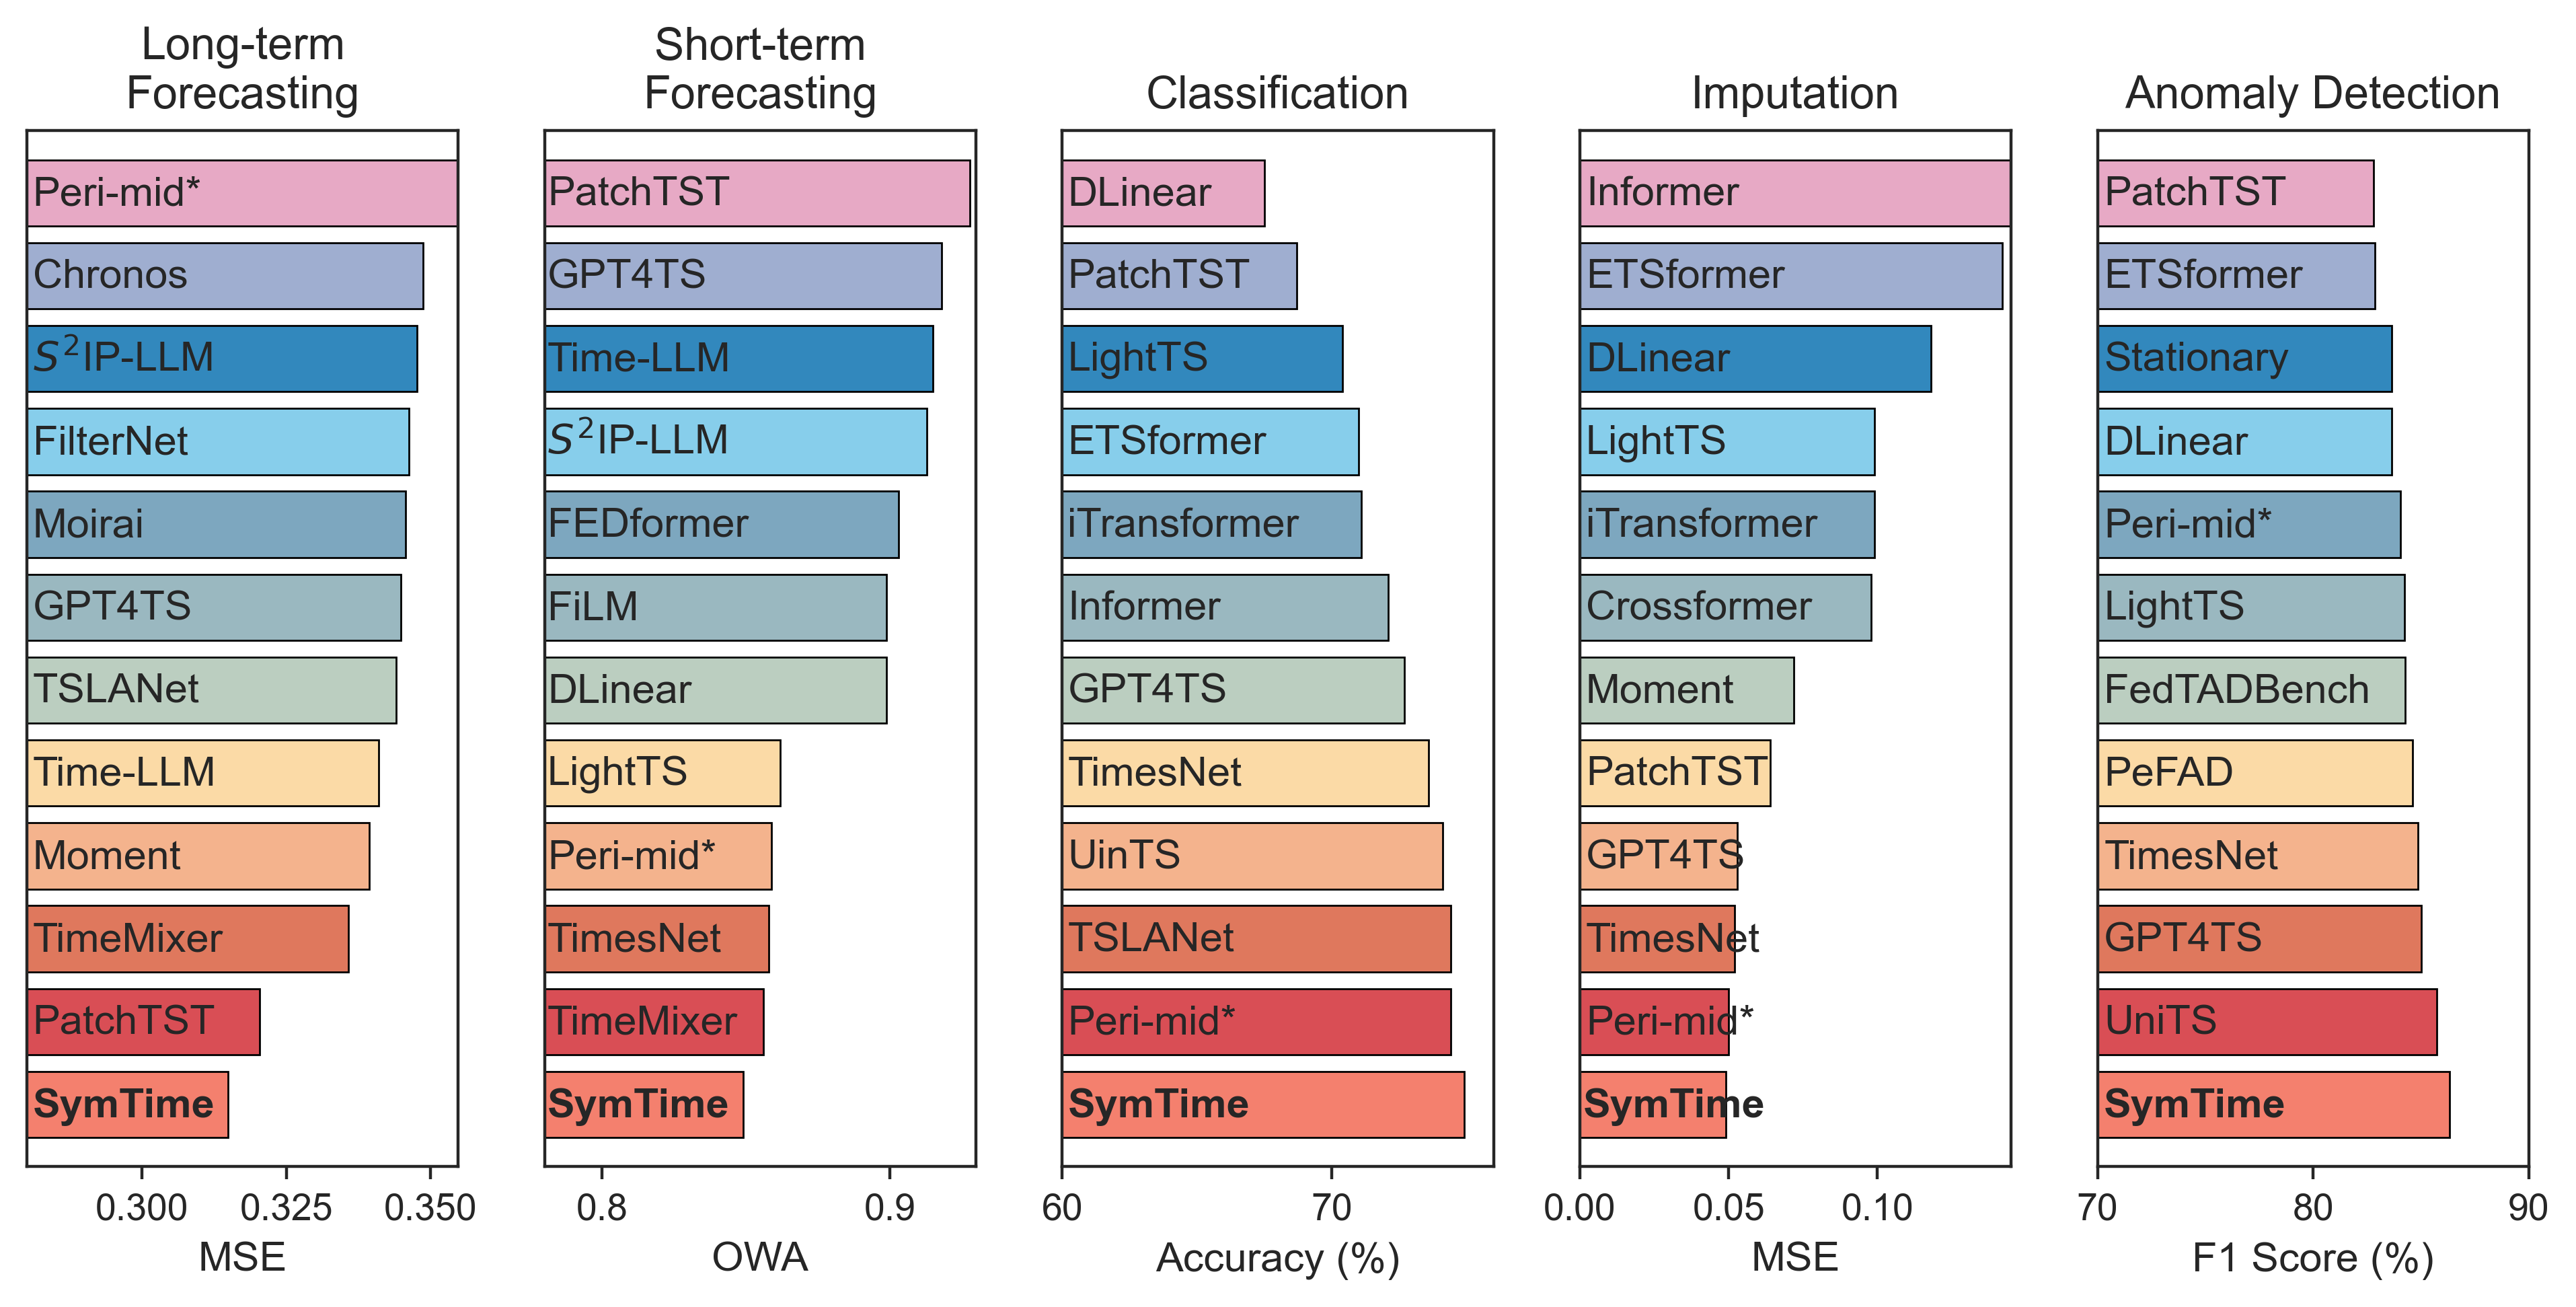 Long-term
Forecasting
Peri-mid*
Chronos
S²IP-LLM
FilterNet
Moirai
GPT4TS
TSLANet
Time-LLM
Moment
TimeMixer
PatchTST
SymTime
0.300 0.325 0.350
MSE
Short-term
Forecasting
PatchTST
GPT4TS
Time-LLM
S²IP-LLM
FEDformer
FiLM
DLinear
LightTS
Peri-mid*
TimesNet
TimeMixer
SymTime
0.8 0.9
OWA
Classification
DLinear
PatchTST
LightTS
ETSformer
iTransformer
Informer
GPT4TS
TimesNet
UinTS
TSLANet
Peri-mid*
SymTime
60 70
Accuracy (%)
Imputation
Informer
ETSformer
DLinear
LightTS
iTransformer
Crossformer
Moment
PatchTST
GPT4TS
TimesNet
Peri-mid*
SymTime
0.00 0.05 0.10
MSE
Anomaly Detection
PatchTST
ETSformer
Stationary
DLinear
Peri-mid*
LightTS
FedTADBench
PeFAD
TimesNet
GPT4TS
UniTS
SymTime
70 80 90
F1 Score (%)